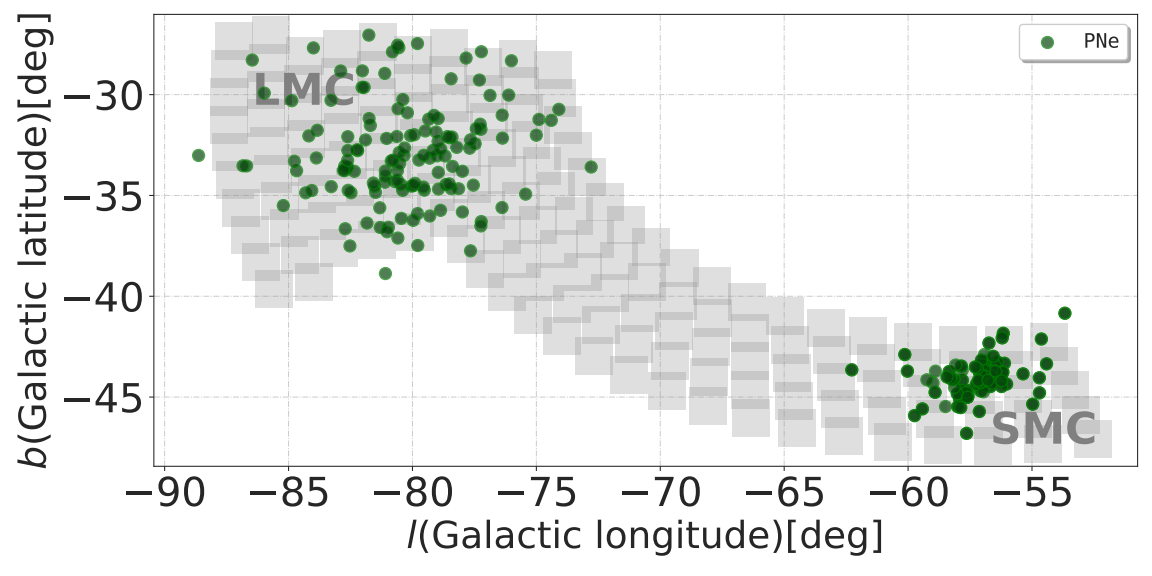 PNe
LMC
SMC
b(Galactic latitude)[deg]
−30
−35
−40
−45
−90
−85
−80
−75
−70
−65
−60
−55
l(Galactic longitude)[deg]